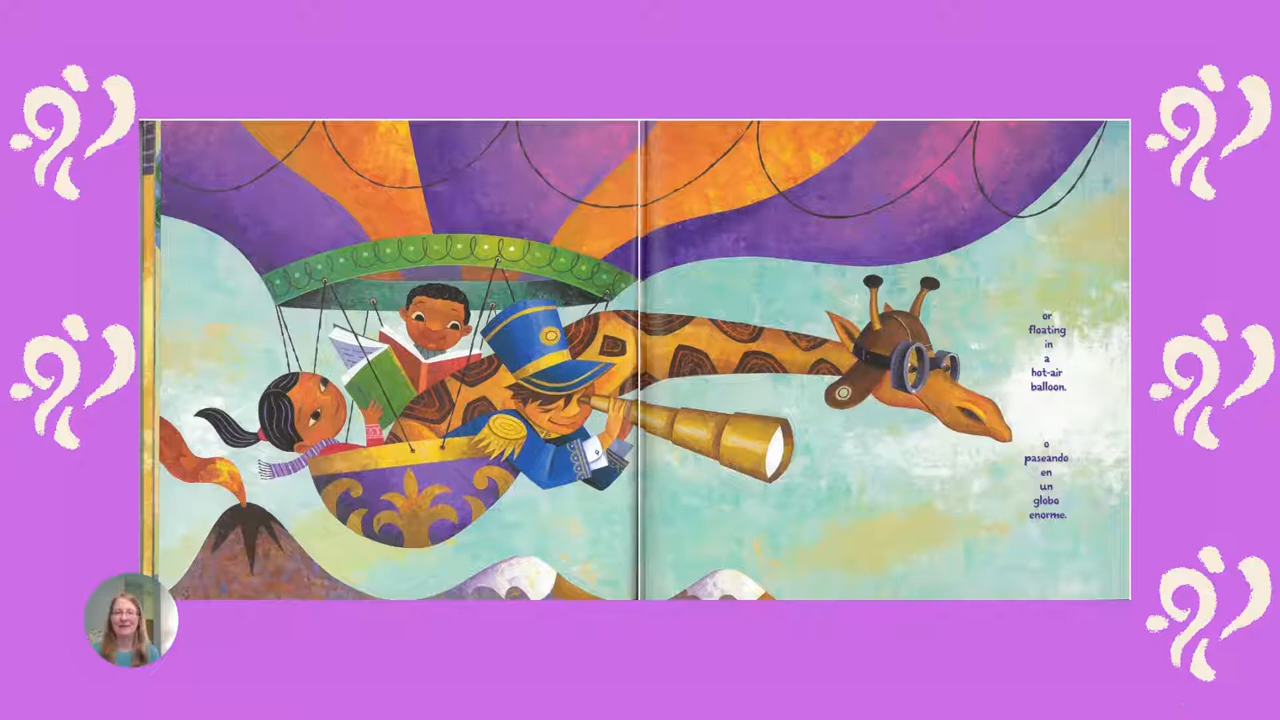 or
floating
in
a
hot-air
balloon.
o
paseando
en
un
globo
enorme.